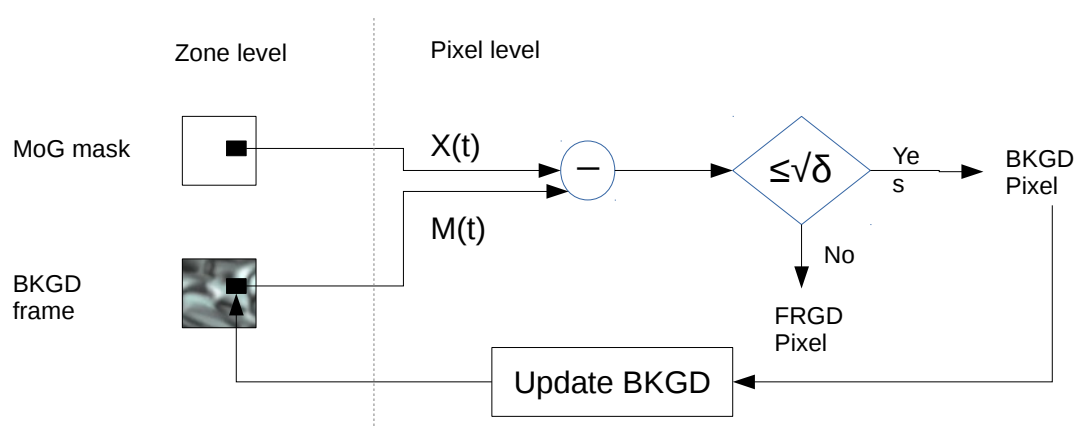 Zone level
Pixel level
MoG mask
X(t)
−
≤√δ
Ye
s
BKGD
Pixel
M(t)
No
BKGD
frame
FRGD
Pixel
Update BKGD